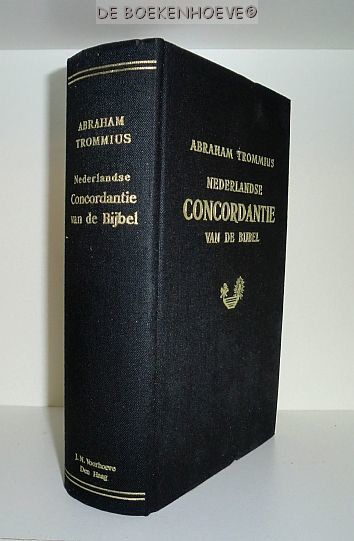 DE BOEKENHOEVE©
ABRAHAM
TROMMIUS
Nederlandse
Concordantie
van de Bijbel
J.N. Voorhoeve
Den Haag
ABRAHAM TROMMIUS
NEDERLANDSE
CONCORDANTIE
VAN DE BIJBEL